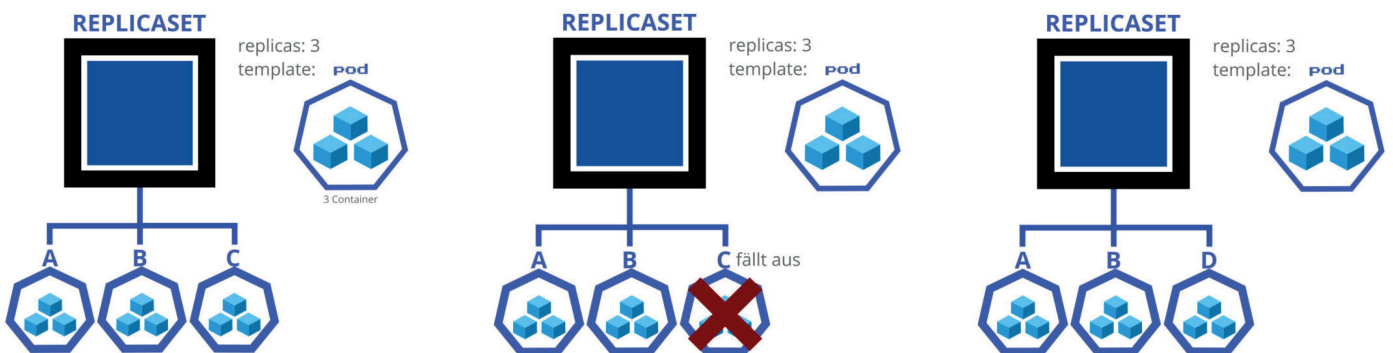 REPLICASET
replicas: 3
template: pod
3 Container
A B C
REPLICASET
replicas: 3
template: pod
A B C fällt aus
REPLICASET
replicas: 3
template: pod
A B D